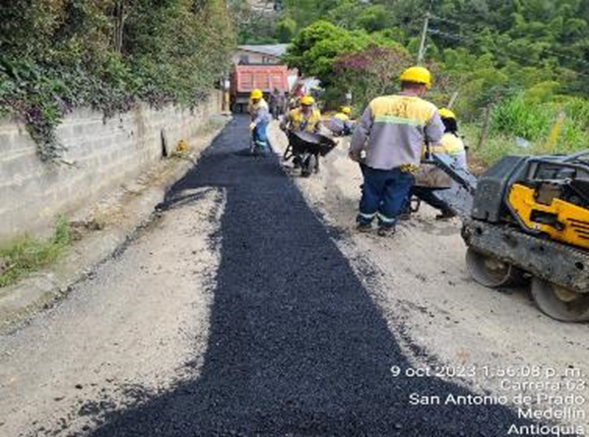 9 oct 2023 1:56:08 p. m.
Carrera 63
San Antonio de Prado
Medellín
Antioquia